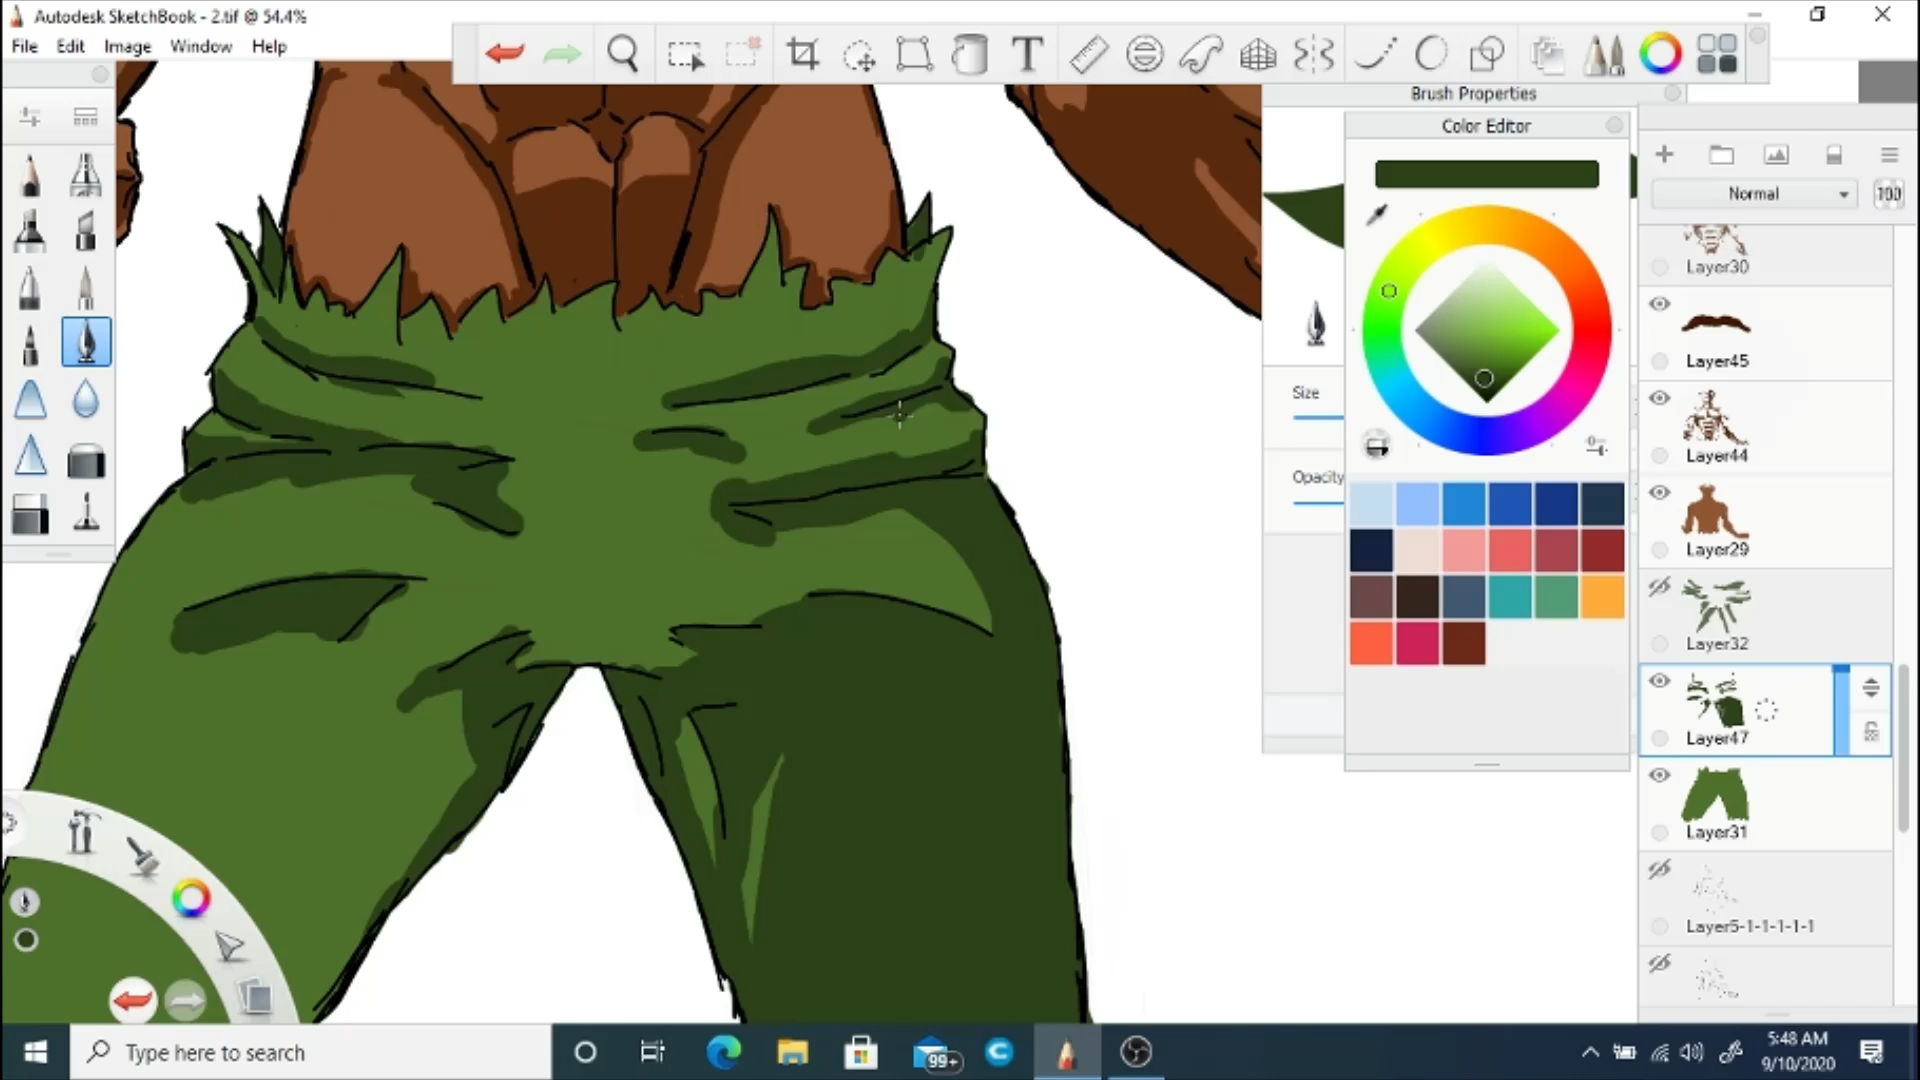 Autodesk SketchBook - 2.tif @ 54.4%
File Edit Image Window Help
T
Brush Properties
Color Editor
Normal
100
Layer30
Layer45
Size
Layer44
Opacity
Layer29
Layer32
Layer47
Layer31
Layer5-1-1-1-1-1
Type here to search
99+
5:48 AM
9/10/2020